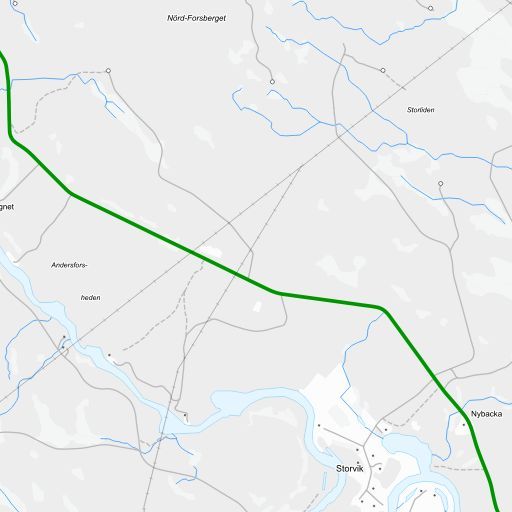 Nörd-Forsberget
Storliden
gnet
Andersfors-
heden
Nybacka
Storvik